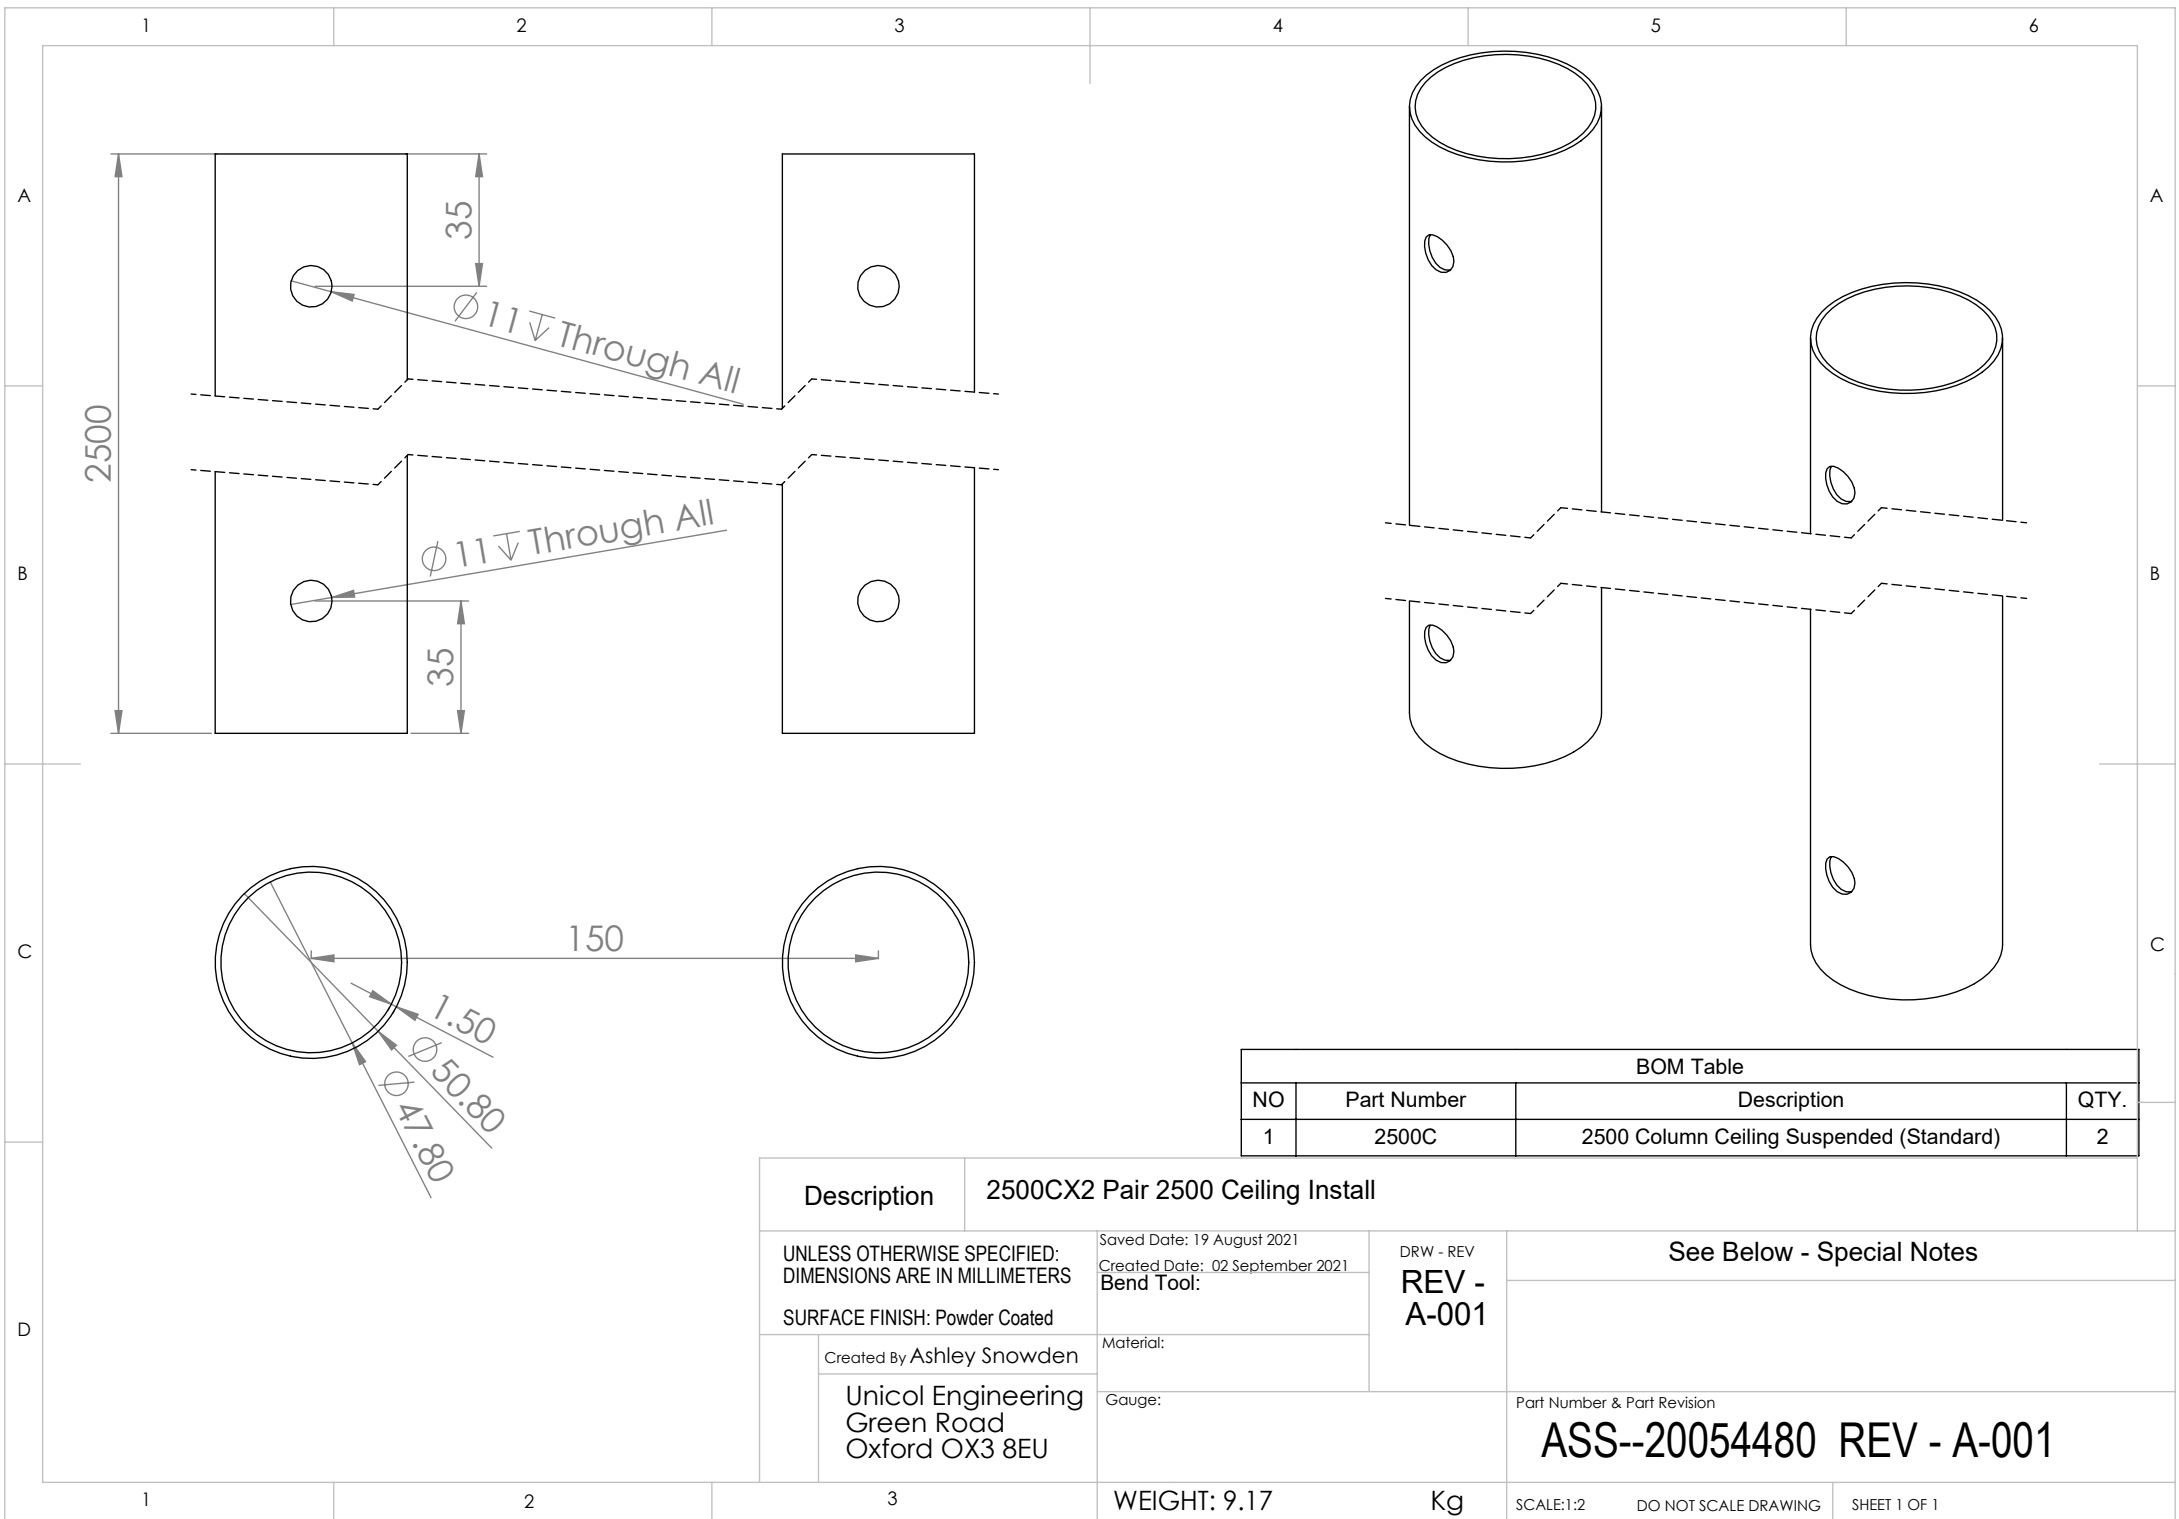 1 2 3 4 5 6
A A
35
2500
⌀11↧Through All
⌀11↧Through All
35
B B
C C
150
1.50
⌀50.80
⌀47.80
BOM Table
NO Part Number Description QTY.
1 2500C 2500 Column Ceiling Suspended (Standard) 2
Description 2500CX2 Pair 2500 Ceiling Install
UNLESS OTHERWISE SPECIFIED:
DIMENSIONS ARE IN MILLIMETERS
SURFACE FINISH: Powder Coated
Saved Date: 19 August 2021
Created Date: 02 September 2021
Bend Tool:
DRW - REV
REV -
A-001
See Below - Special Notes
D
Created By Ashley Snowden
Material:
Unicol Engineering
Green Road
Oxford OX3 8EU
Gauge:
Part Number & Part Revision
ASS--20054480 REV - A-001
1 2 3
WEIGHT: 9.17 Kg
SCALE:1:2 DO NOT SCALE DRAWING SHEET 1 OF 1